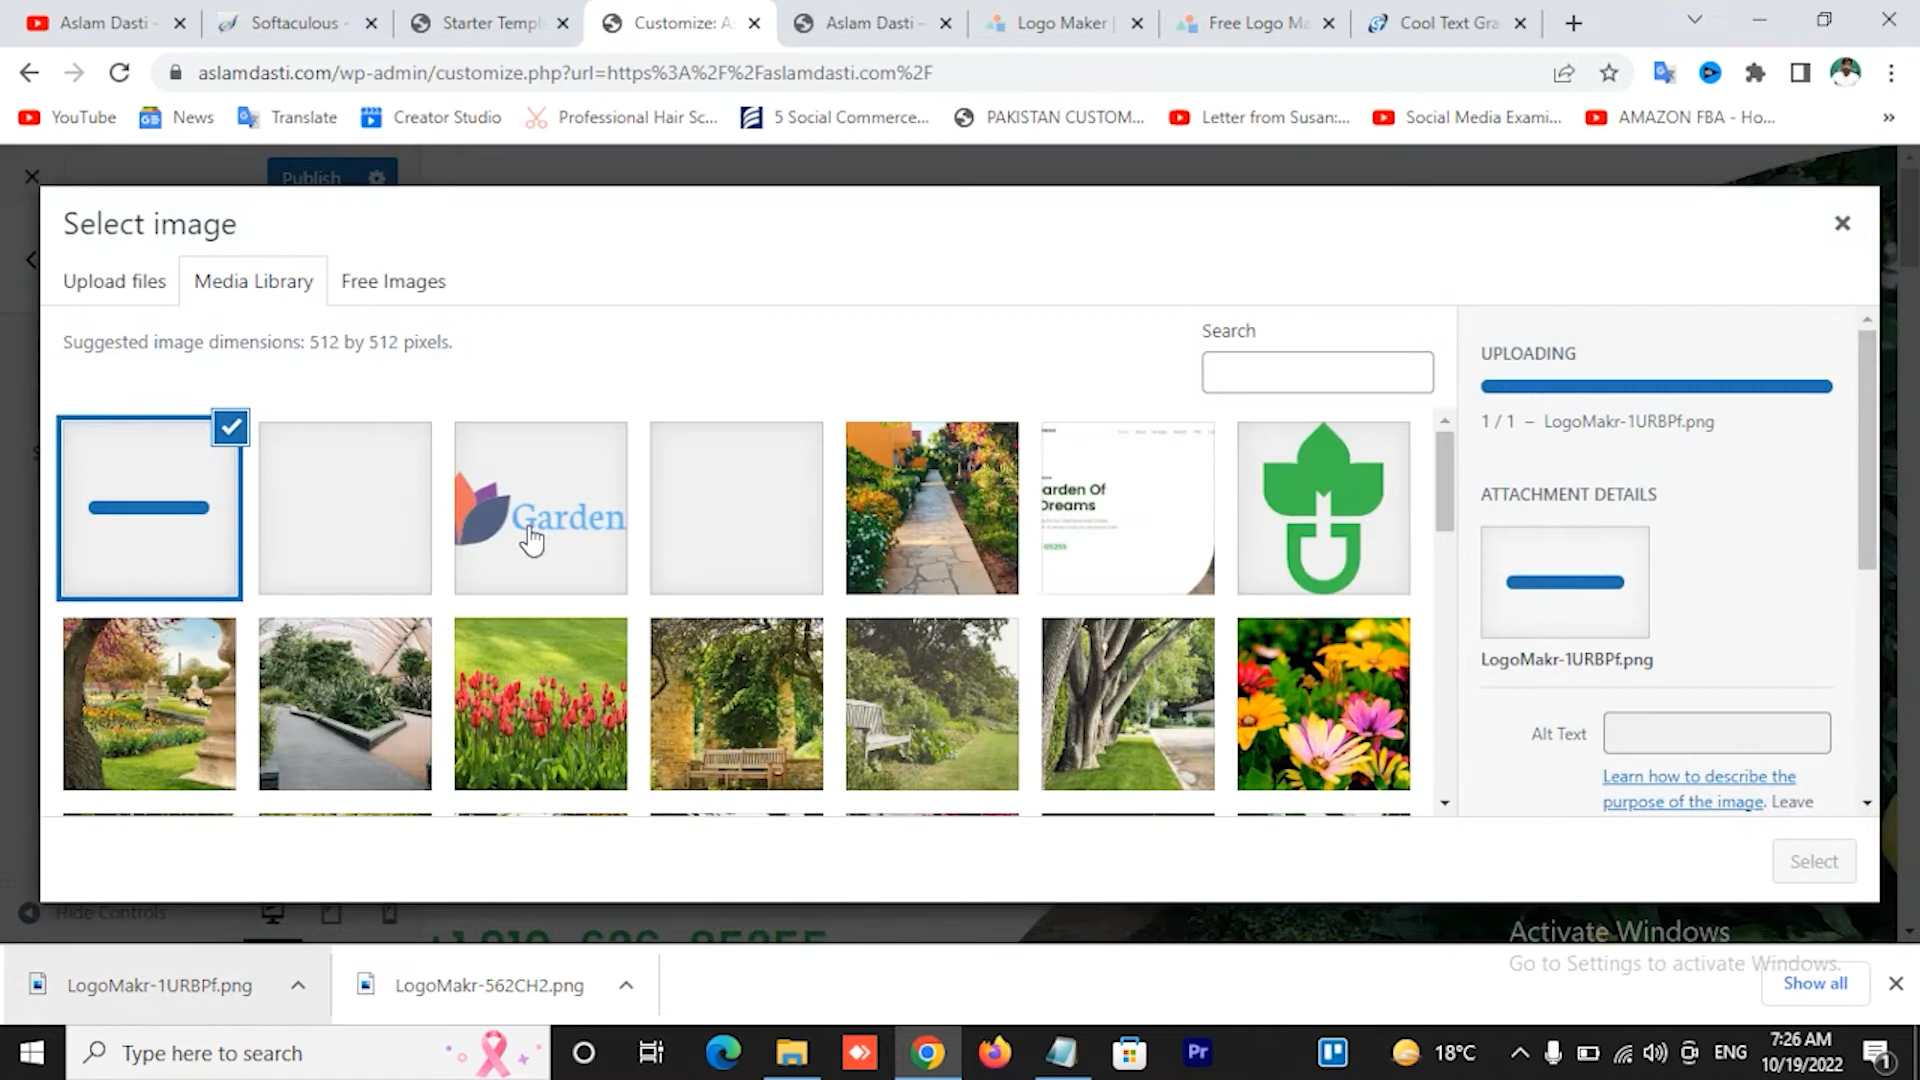 Aslam Dasti -
Softaculous -
Starter Templ
Customize: A
Aslam Dasti -
Logo Maker |
Free Logo Ma
Cool Text Gra
aslamdasti.com/wp-admin/customize.php?url=https%3A%2F%2Faslamdasti.com%2F
YouTube
News
Translate
Creator Studio
Professional Hair Sc...
5 Social Commerce...
PAKISTAN CUSTOM...
Letter from Susan:...
Social Media Exami...
AMAZON FBA - Ho...
Publish
Select image
Upload files
Media Library
Free Images
Suggested image dimensions: 512 by 512 pixels.
Search
UPLOADING
1 / 1 – LogoMakr-1URBPf.png
ATTACHMENT DETAILS
LogoMakr-1URBPf.png
Alt Text
Learn how to describe the
purpose of the image. Leave
Garden
arden Of
Dreams
Select
Hide Controls
Activate Windows
Go to Settings to activate Windows.
LogoMakr-1URBPf.png
LogoMakr-562CH2.png
Show all
Type here to search
Pr
18°C
ENG
7:26 AM
10/19/2022
1